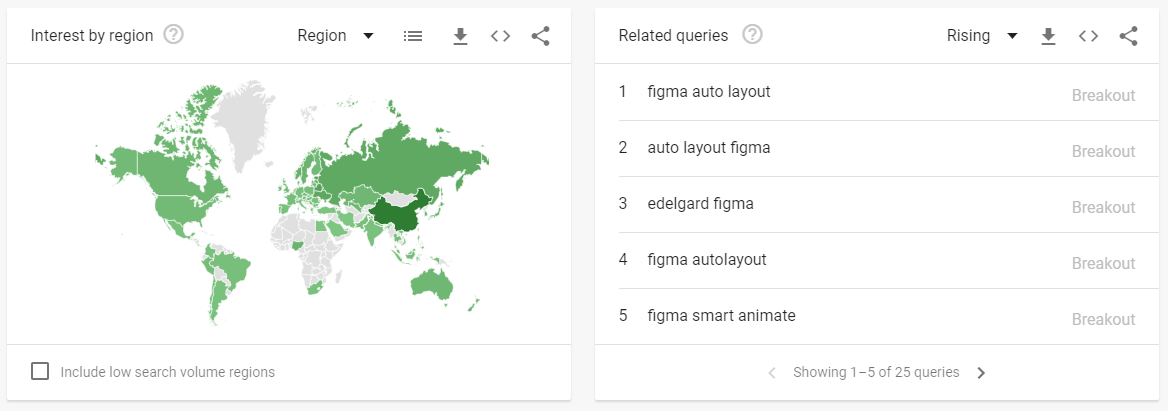 Interest by region
Region
Include low search volume regions
Related queries
Rising
1 figma auto layout Breakout
2 auto layout figma Breakout
3 edelgard figma Breakout
4 figma autolayout Breakout
5 figma smart animate Breakout
Showing 1–5 of 25 queries